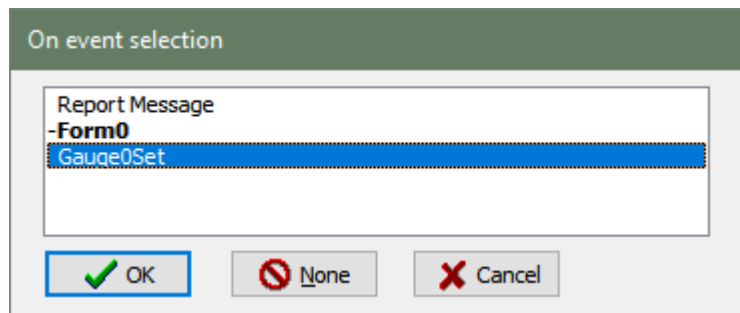 On event selection
Report Message
-Form0
Gauge0Set
OK
None
Cancel